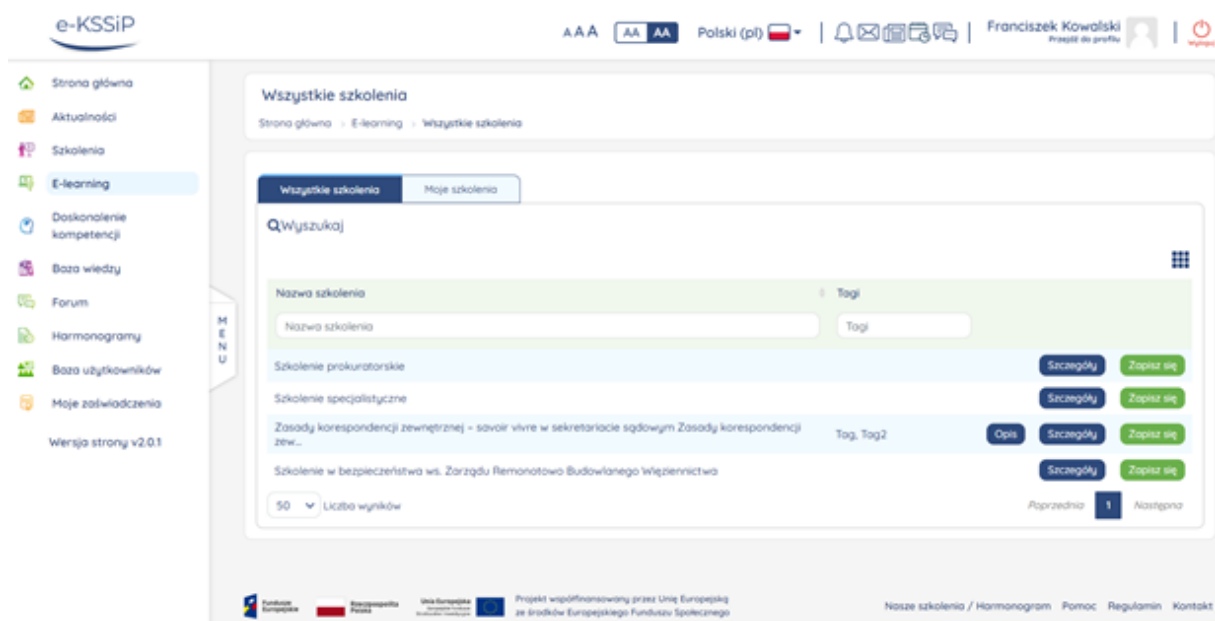 e-KSSiP
A A A AA AA Polski (pl) Franciszek Kowalski
Przejdź do profilu
Wyloguj
Strona główna
Aktualności
Szkolenia
E-learning
Doskonalenie
kompetencji
Baza wiedzy
Forum
Harmonogramy
Baza użytkowników
Moje zaświadczenia
Wersja strony v2.0.1
MENU
Wszystkie szkolenia
Strona główna > E-learning > Wszystkie szkolenia
Wszystkie szkolenia Moje szkolenia
Wyszukaj
Nazwa szkolenia Tagi
Nazwa szkolenia Tagi
Szkolenie prokuratorskie Szczegóły Zapisz się
Szkolenie specjalistyczne Szczegóły Zapisz się
Zasady korespondencji zewnętrznej – savoir vivre w sekretariacie sądowym Zasady korespondencji
zew... Tag, Tag2 Opis Szczegóły Zapisz się
Szkolenie w bezpieczeństwa ws. Zarządu Remonotowo Budowlanego Więziennictwa Szczegóły Zapisz się
50 Liczba wyników Poprzednia 1 Następna
Fundusze
Europejskie
Rzeczpospolita
Polska
Unia Europejska
Projekt współfinansowany przez Unię Europejską
ze środków Europejskiego Funduszu Społecznego
Nasze szkolenia / Harmonogram Pomoc Regulamin Kontakt